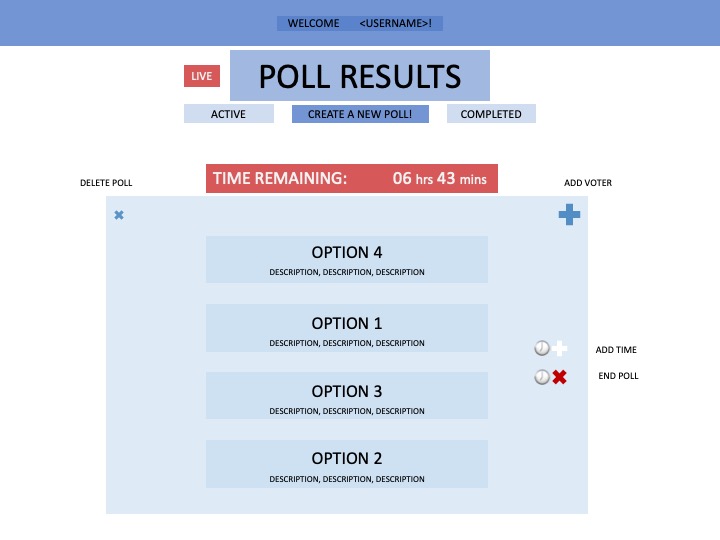 WELCOME <USERNAME>!
LIVE
POLL RESULTS
ACTIVE
CREATE A NEW POLL!
COMPLETED
TIME REMAINING: 06 hrs 43 mins
DELETE POLL
ADD VOTER
OPTION 4
DESCRIPTION, DESCRIPTION, DESCRIPTION
OPTION 1
DESCRIPTION, DESCRIPTION, DESCRIPTION
ADD TIME
END POLL
OPTION 3
DESCRIPTION, DESCRIPTION, DESCRIPTION
OPTION 2
DESCRIPTION, DESCRIPTION, DESCRIPTION